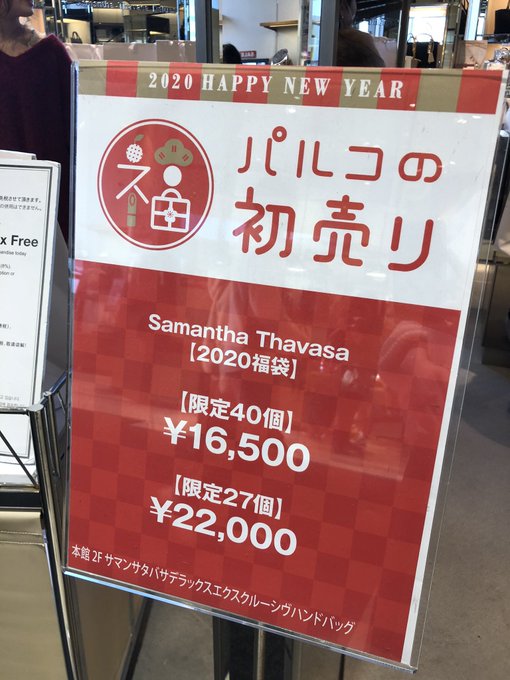 2020 HAPPY NEW YEAR
パルコの
初売り
Samantha Thavasa
【2020福袋】
【限定40個】
¥16,500
【限定27個】
¥22,000
本館 2F サマンサタバサデラックスエクスクルーシヴハンドバッグ
x Free